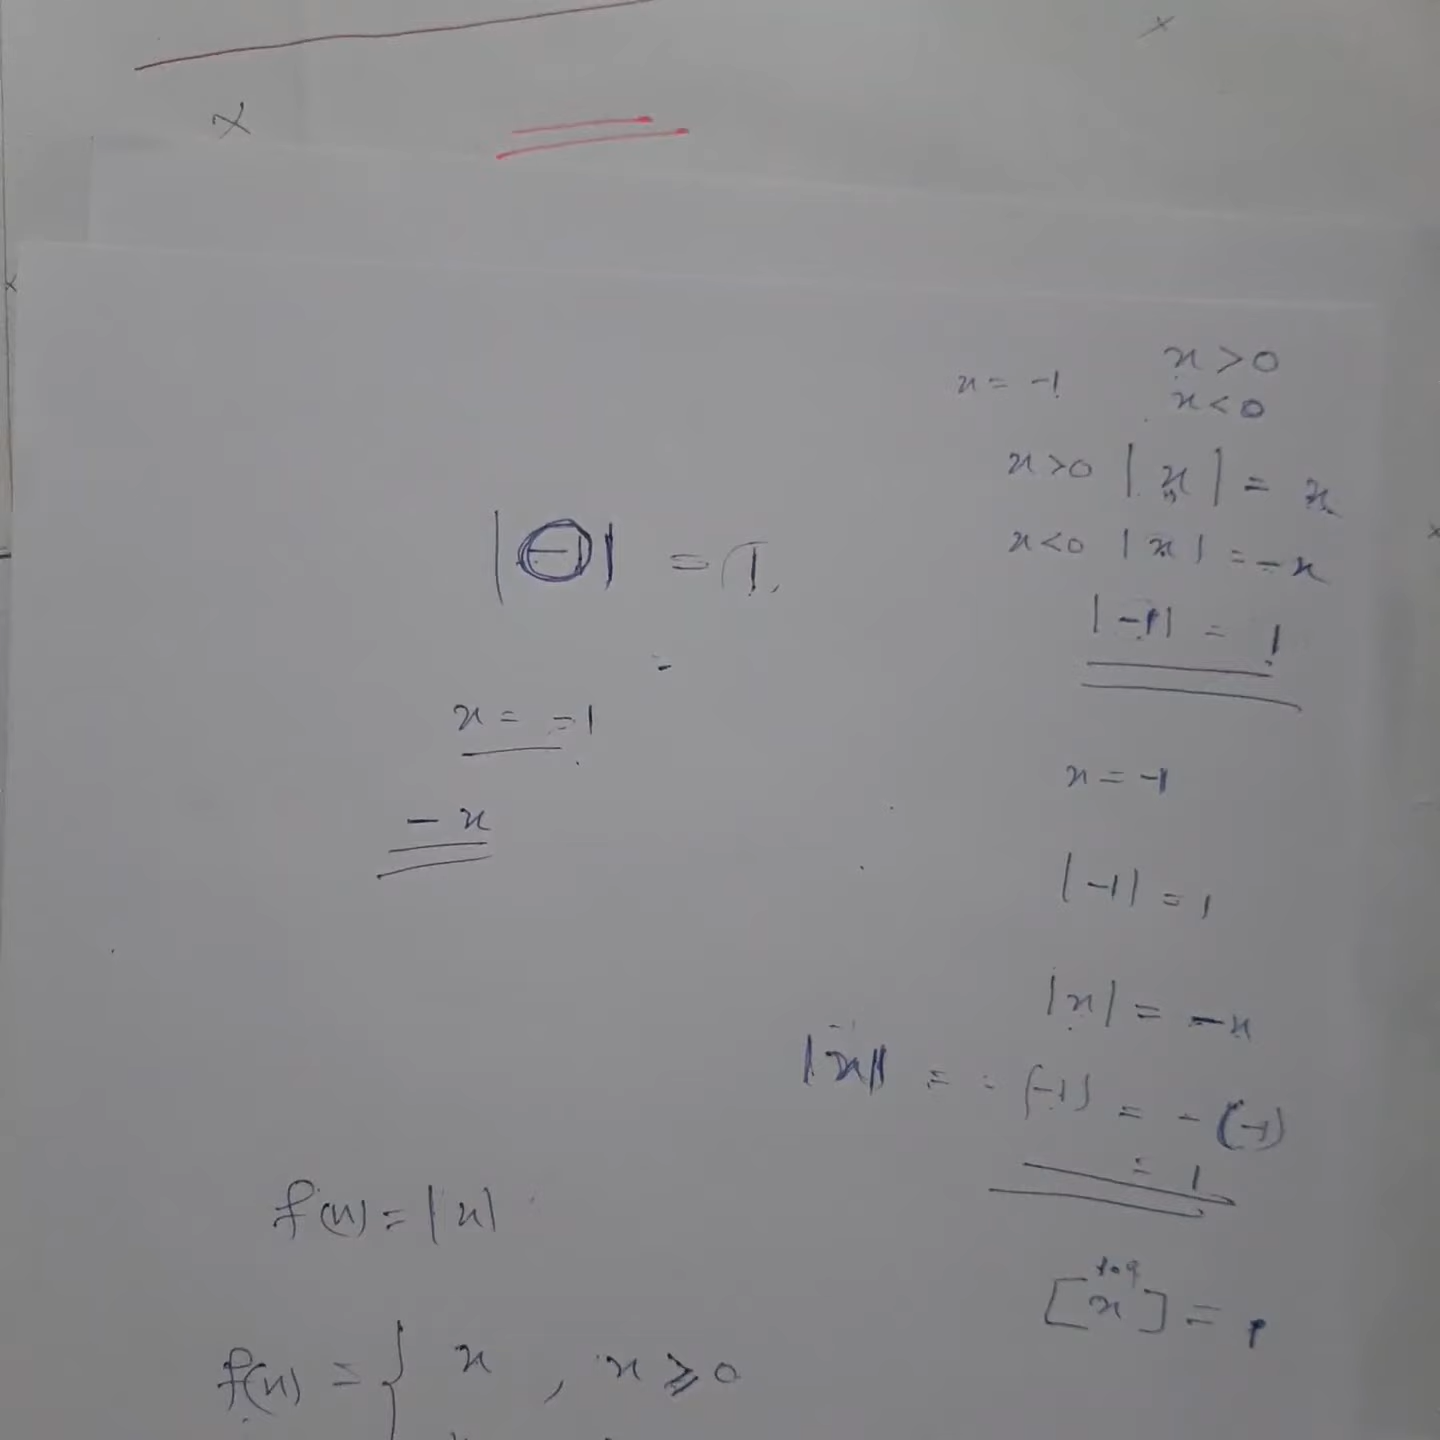 x = -1
x > 0
x < 0
x > 0 | x | = x
x < 0 | x | = - x
| -1 | = 1
| -1 | = 1
x = -1
- x
x = -1
| -1 | = 1
| x | = - x
| x | = - (-1) = - (-1)
= 1
f(x) = | x |
[ x ] =
f(x) = { x , x ⩾ 0